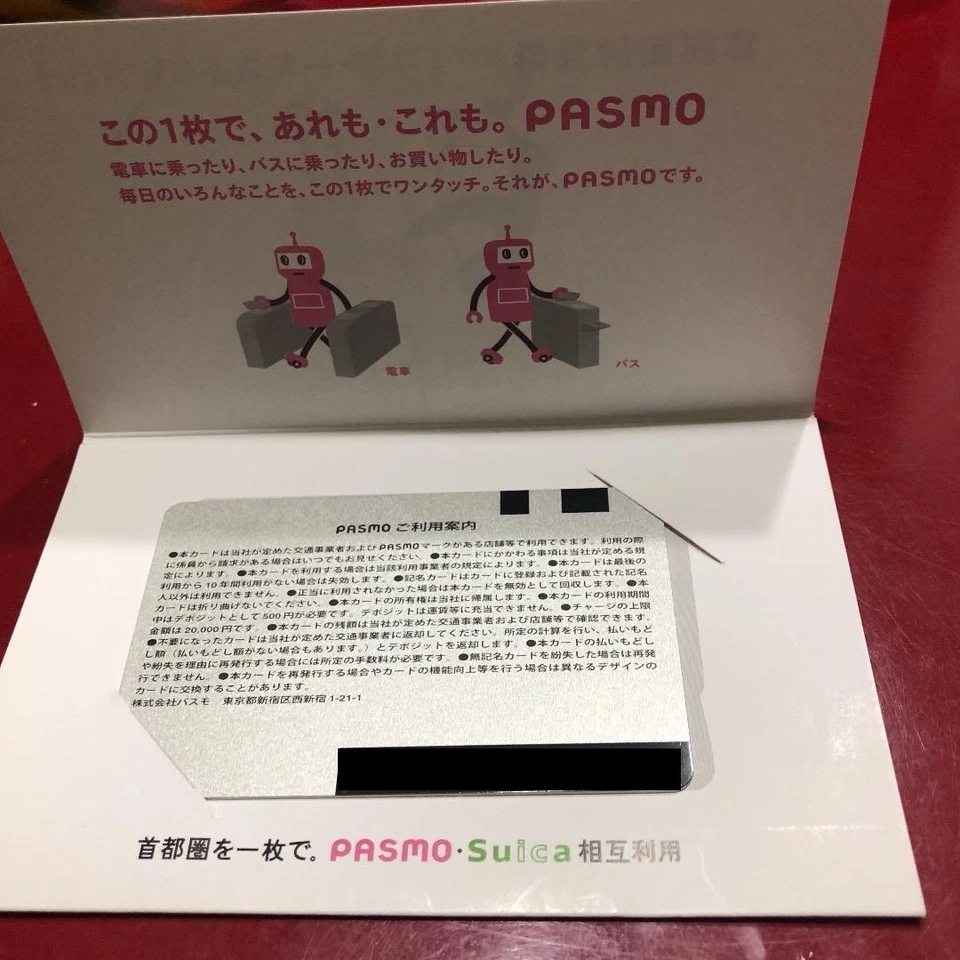 この1枚で、あれも・これも。PASMO
電車に乗ったり、バスに乗ったり、お買い物したり。
毎日のいろんなことを、この1枚でワンタッチ。それが、PASMOです。
電車
バス
PASMO ご利用案内
●本カードは当社が定めた交通事業者およびPASMOマークがある店舗等で利用できます。利用の際
に係員から請求がある場合はいつでもお見せください。●本カードにかかわる事項は当社が定める規
定によります。●本カードを利用する場合は当該利用事業者の規定によります。●本カードは最後の
利用から10年間利用がない場合は失効します。●記名カードはカードに登録および記載された記名
人以外は利用できません。●正当に利用されなかった場合は本カードを無効として回収します。●本
カードは折り曲げないでください。●本カードの所有権は当社に帰属します。●本カードの利用期間
中はデポジットとして500円が必要です。デポジットは運賃等に充当できません。●チャージの上限
金額は20,000円です。●本カードの残額は当社が定めた交通事業者および店舗等で確認できます。
●不要になったカードは当社が定めた交通事業者に返却してください。所定の計算を行い、払いもど
し額（払いもどし額がない場合もあります。）とデポジットを返却します。●本カードの払いもどし
や紛失を理由に再発行する場合には所定の手数料が必要です。●無記名カードを紛失した場合は再発
行できません。●本カードを再発行する場合やカードの機能向上等を行う場合は異なるデザインの
カードに交換することがあります。
株式会社パスモ 東京都新宿区西新宿1-21-1
首都圏を一枚で。PASMO・Suica相互利用